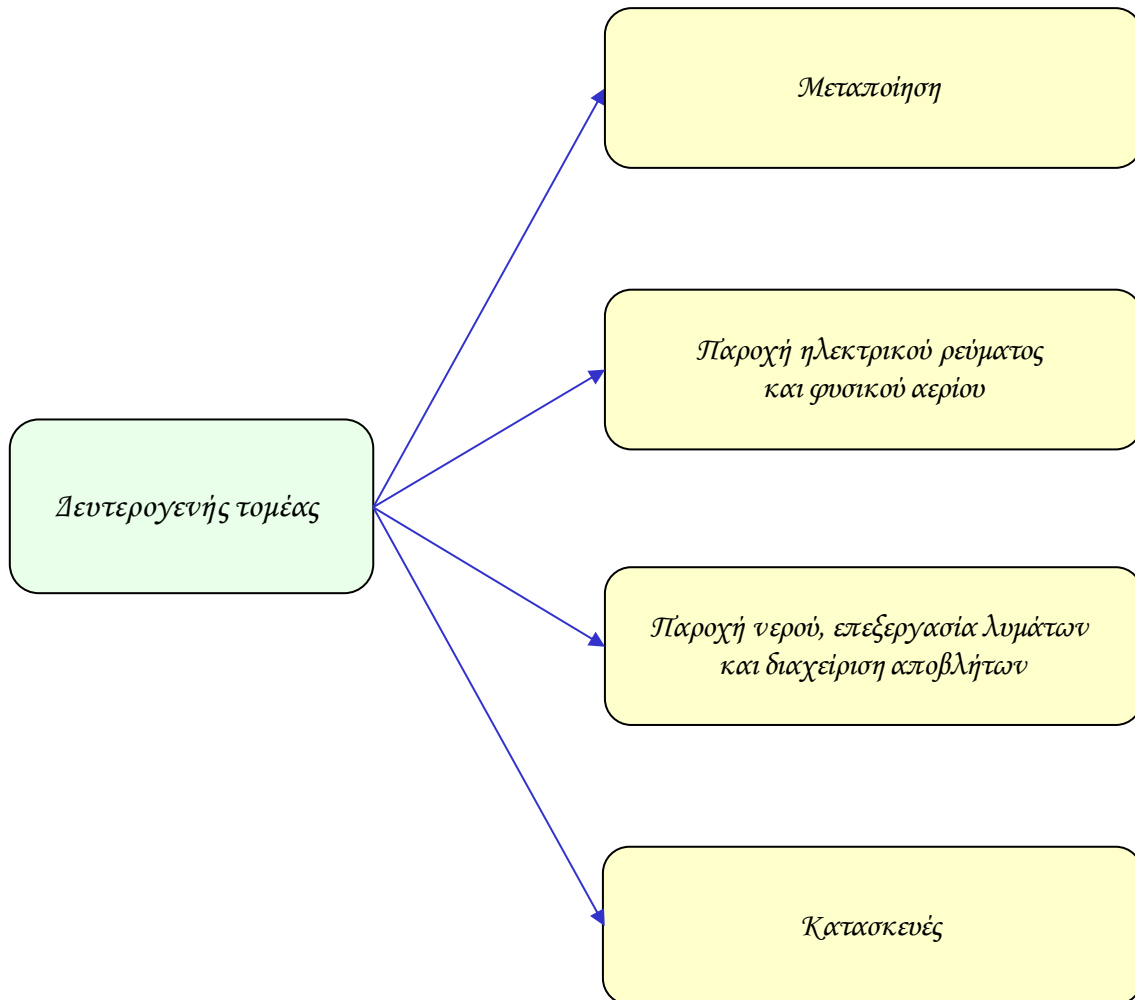 Μεταποίηση
Παροχή ηλεκτρικού ρεύματος
και φυσικού αερίου
Δευτερογενής τομέας
Παροχή νερού, επεξεργασία λυμάτων
και διαχείριση αποβλήτων
Κατασκευές